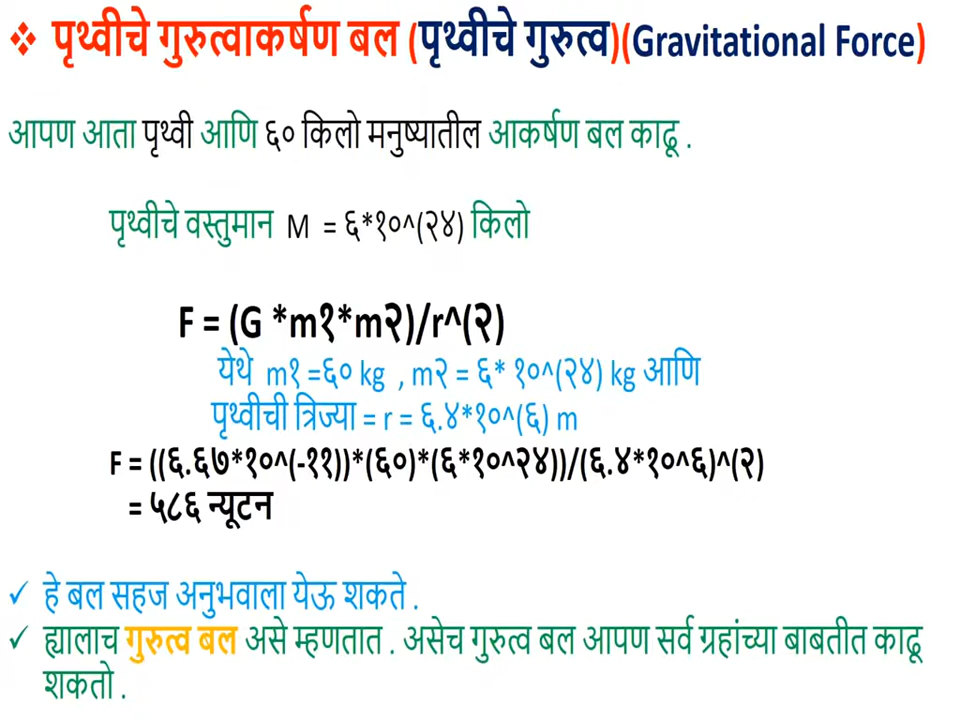 ❖ पृथ्वीचे गुरुत्वाकर्षण बल (पृथ्वीचे गुरुत्व)(Gravitational Force)
आपण आता पृथ्वी आणि ६० किलो मनुष्यातील आकर्षण बल काढू .
पृथ्वीचे वस्तुमान M = ६*१०^(२४) किलो
F = (G *m१*m२)/r^(२)
येथे m१ =६० kg , m२ = ६* १०^(२४) kg आणि
पृथ्वीची त्रिज्या = r = ६.४*१०^(६) m
F = ((६.६७*१०^(-११))*(६०)*(६*१०^२४))/(६.४*१०^६)^(२)
= ५८६ न्यूटन
✓ हे बल सहज अनुभवाला येऊ शकते .
✓ ह्यालाच गुरुत्व बल असे म्हणतात . असेच गुरुत्व बल आपण सर्व ग्रहांच्या बाबतीत काढू
शकतो .